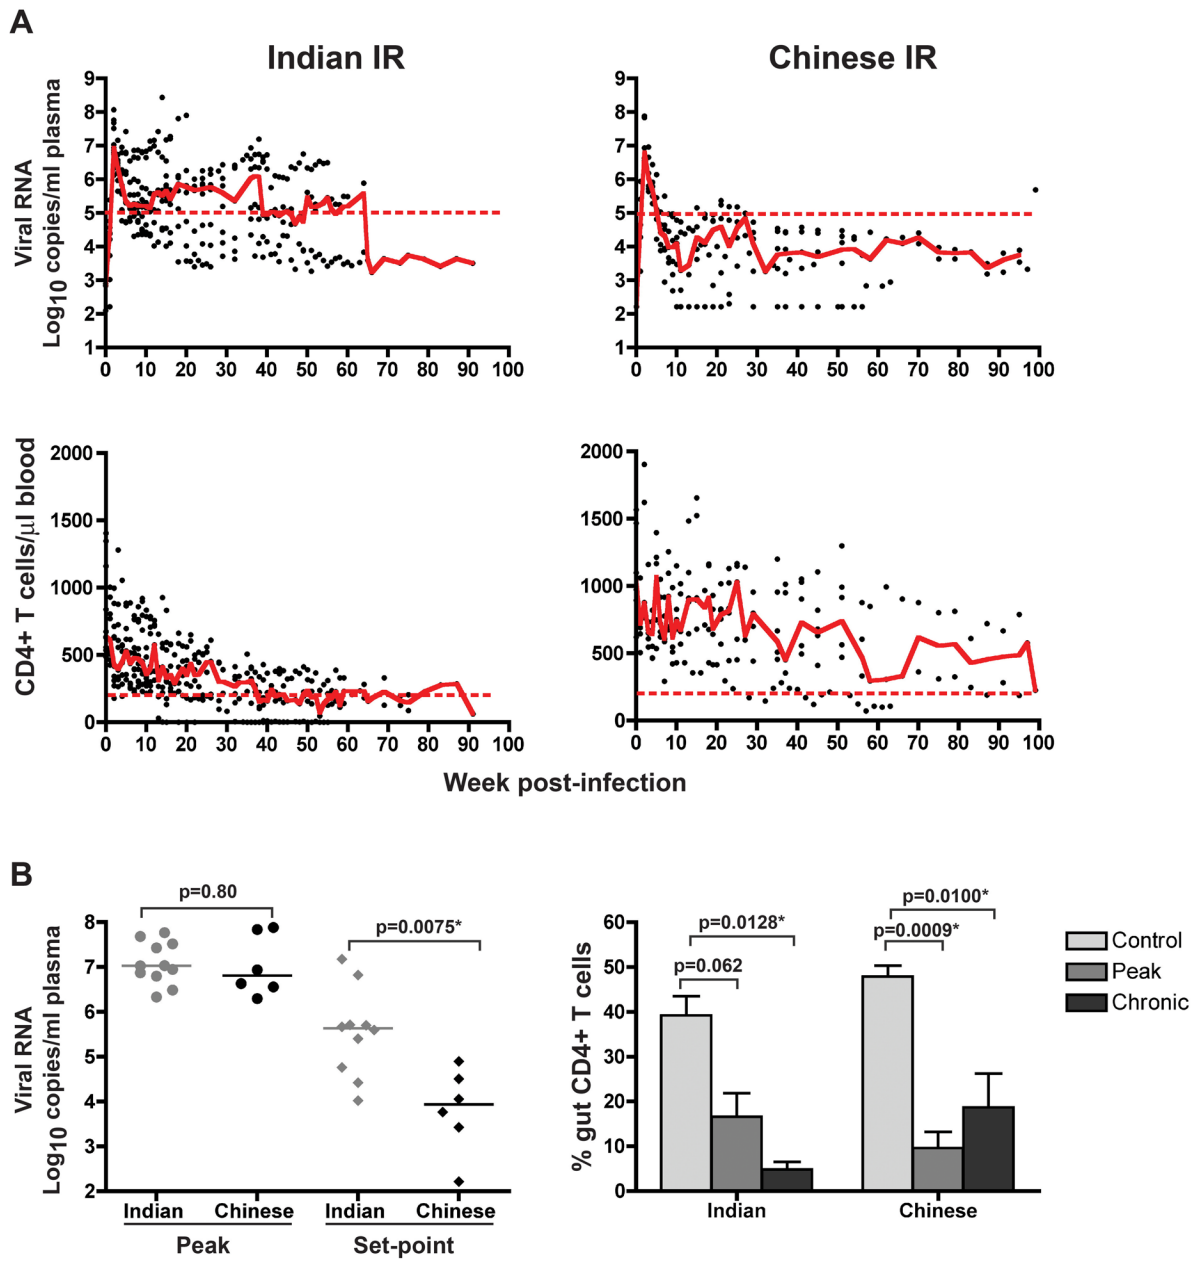 A
Indian IR
Chinese IR
Viral RNA
Log10 copies/ml plasma
9
8
7
6
5
4
3
2
1
0 10 20 30 40 50 60 70 80 90 100
9
8
7
6
5
4
3
2
1
0 10 20 30 40 50 60 70 80 90 100
CD4+ T cells/µl blood
2000
1500
1000
500
0
0 10 20 30 40 50 60 70 80 90 100
2000
1500
1000
500
0
0 10 20 30 40 50 60 70 80 90 100
Week post-infection
B
Viral RNA
Log10 copies/ml plasma
8
7
6
5
4
3
2
p=0.80
p=0.0075*
Indian Chinese Indian Chinese
Peak Set-point
% gut CD4+ T cells
60
50
40
30
20
10
0
p=0.0128*
p=0.062
p=0.0100*
p=0.0009*
Indian Chinese
Control
Peak
Chronic